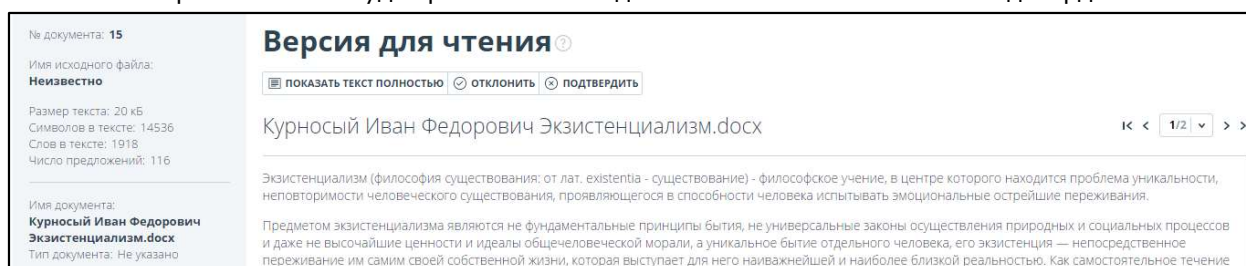 № документа: 15
Имя исходного файла:
Неизвестно
Размер текста: 20 кБ
Символов в тексте: 14536
Слов в тексте: 1918
Число предложений: 116
Имя документа:
Курносый Иван Федорович
Экзистенциализм.docx
Тип документа: Не указано
Версия для чтения
ПОКАЗАТЬ ТЕКСТ ПОЛНОСТЬЮ ОТКЛОНИТЬ ПОДТВЕРДИТЬ
Курносый Иван Федорович Экзистенциализм.docx
1/2
Экзистенциализм (философия существования: от лат. existentia - существование) - философское учение, в центре которого находится проблема уникальности,
неповторимости человеческого существования, проявляющегося в способности человека испытывать эмоциональные острейшие переживания.
Предметом экзистенциализма являются не фундаментальные принципы бытия, не универсальные законы осуществления природных и социальных процессов
и даже не высочайшие ценности и идеалы общечеловеческой морали, а уникальное бытие отдельного человека, его экзистенция — непосредственное
переживание им самим своей собственной жизни, которая выступает для него наиважнейшей и наиболее близкой реальностью. Как самостоятельное течение